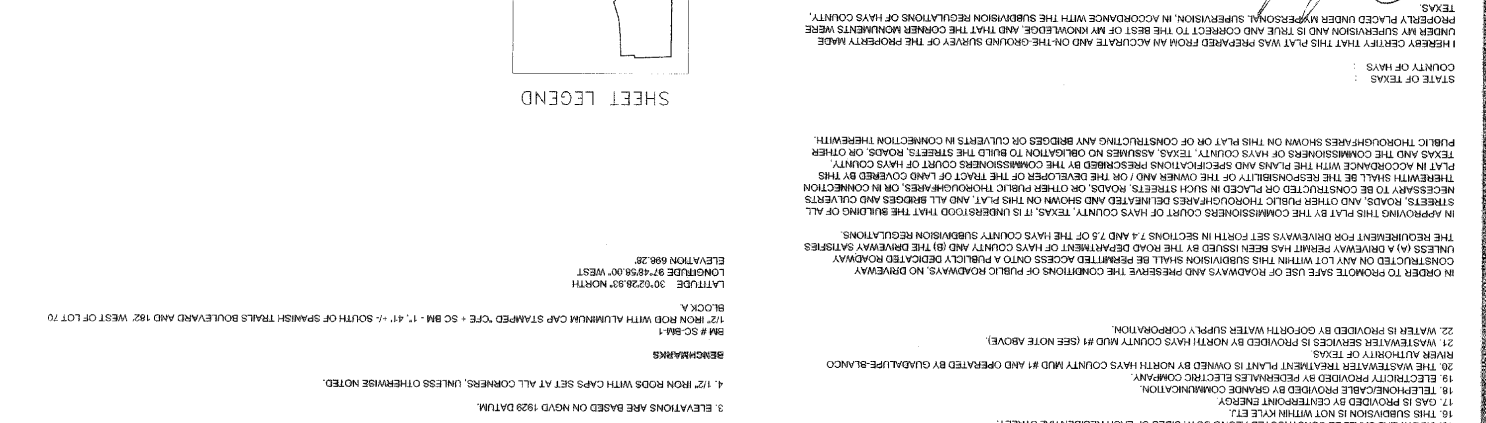 16. THIS SUBDIVISION IS NOT WITHIN KYLE ETJ.
17. GAS IS PROVIDED BY CENTERPOINT ENERGY.
18. TELEPHONE/CABLE PROVIDED BY GRANDE COMMUNICATION.
19. ELECTRICITY PROVIDED BY PEDERNALES ELECTRIC COMPANY.
20. THE WASTEWATER TREATMENT PLANT IS OWNED BY NORTH HAYS COUNTY MUD #1 AND OPERATED BY GUADALUPE-BLANCO
RIVER AUTHORITY OF TEXAS.
21. WASTEWATER SERVICES IS PROVIDED BY NORTH HAYS COUNTY MUD #1 (SEE NOTE ABOVE).
22. WATER IS PROVIDED BY GOFORTH WATER SUPPLY CORPORATION.
IN ORDER TO PROMOTE SAFE USE OF ROADWAYS AND PRESERVE THE CONDITIONS OF PUBLIC ROADWAYS, NO DRIVEWAY
CONSTRUCTED ON ANY LOT WITHIN THIS SUBDIVISION SHALL BE PERMITTED ACCESS ONTO A PUBLICLY DEDICATED ROADWAY
UNLESS (A) A DRIVEWAY PERMIT HAS BEEN ISSUED BY THE ROAD DEPARTMENT OF HAYS COUNTY AND (B) THE DRIVEWAY SATISFIES
THE REQUIREMENT FOR DRIVEWAYS SET FORTH IN SECTIONS 7.4 AND 7.5 OF THE HAYS COUNTY SUBDIVISION REGULATIONS.
IN APPROVING THIS PLAT BY THE COMMISSIONERS COURT OF HAYS COUNTY, TEXAS, IT IS UNDERSTOOD THAT THE BUILDING OF ALL
STREETS, ROADS, AND OTHER PUBLIC THOROUGHFARES DELINEATED AND SHOWN ON THIS PLAT, AND ALL BRIDGES AND CULVERTS
NECESSARY TO BE CONSTRUCTED OR PLACED IN SUCH STREETS, ROADS, OR OTHER PUBLIC THOROUGHFARES, OR IN CONNECTION
THEREWITH SHALL BE THE RESPONSIBILITY OF THE OWNER AND / OR THE DEVELOPER OF THE TRACT OF LAND COVERED BY THIS
PLAT IN ACCORDANCE WITH THE PLANS AND SPECIFICATIONS PRESCRIBED BY THE COMMISSIONERS COURT OF HAYS COUNTY,
TEXAS AND THE COMMISSIONERS OF HAYS COUNTY, TEXAS, ASSUMES NO OBLIGATION TO BUILD THE STREETS, ROADS, OR OTHER
PUBLIC THOROUGHFARES SHOWN ON THIS PLAT OR OF CONSTRUCTING ANY BRIDGES OR CULVERTS IN CONNECTION THEREWITH.
STATE OF TEXAS :
COUNTY OF HAYS :
I HEREBY CERTIFY THAT THIS PLAT WAS PREPARED FROM AN ACCURATE AND ON-THE-GROUND SURVEY OF THE PROPERTY MADE
UNDER MY SUPERVISION AND IS TRUE AND CORRECT TO THE BEST OF MY KNOWLEDGE, AND THAT THE CORNER MONUMENTS WERE
PROPERLY PLACED UNDER MY PERSONAL SUPERVISION, IN ACCORDANCE WITH THE SUBDIVISION REGULATIONS OF HAYS COUNTY,
TEXAS.
3. ELEVATIONS ARE BASED ON NGVD 1929 DATUM.
4. 1/2" IRON RODS WITH CAPS SET AT ALL CORNERS, UNLESS OTHERWISE NOTED.
BENCHMARKS
BM # SC-BM-1
1/2" IRON ROD WITH ALUMINUM CAP STAMPED "CFE + SC BM - 1", 41' +/- SOUTH OF SPANISH TRAILS BOULEVARD AND 182' WEST OF LOT 70
BLOCK A.
LATITUDE 30°02'28.93" NORTH
LONGITUDE 97°48'58.00" WEST
ELEVATION 696.28'
SHEET LEGEND